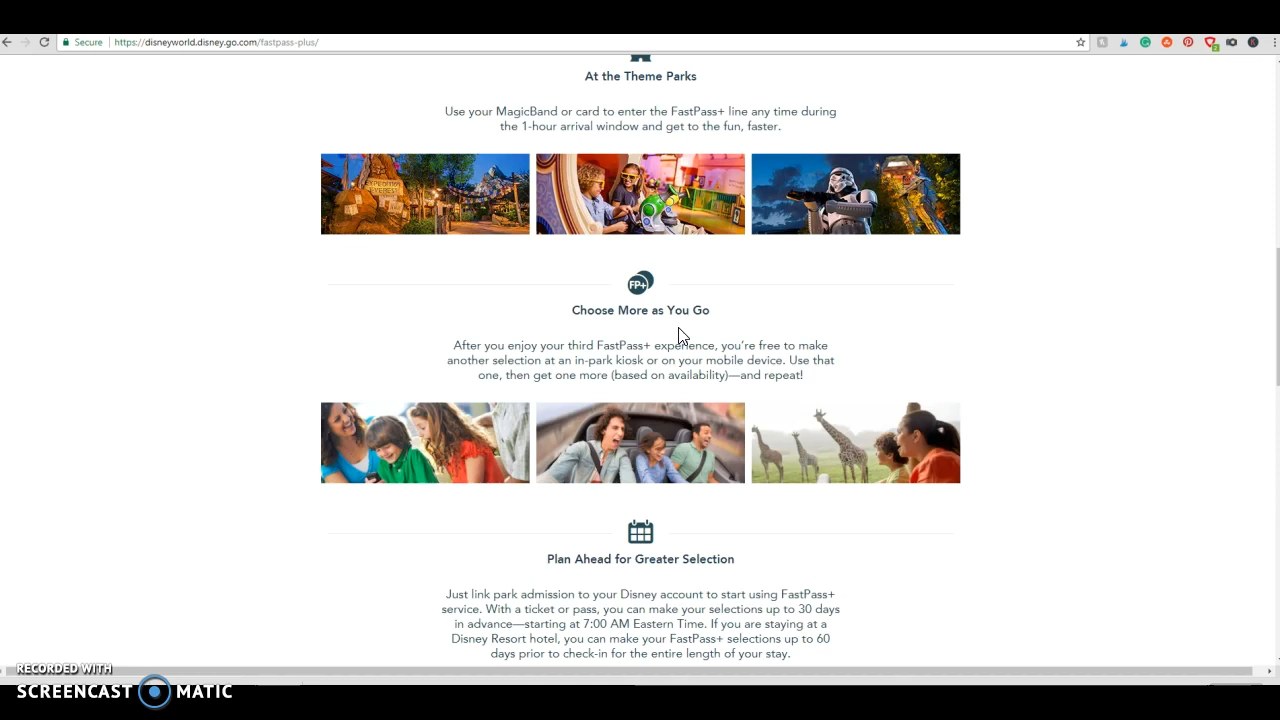 Secure
https://disneyworld.disney.go.com/fastpass-plus/
At the Theme Parks
Use your MagicBand or card to enter the FastPass+ line any time during
the 1-hour arrival window and get to the fun, faster.
EXPEDITION
EVEREST
FP+
Choose More as You Go
After you enjoy your third FastPass+ experience, you're free to make
another selection at an in-park kiosk or on your mobile device. Use that
one, then get one more (based on availability)—and repeat!
Plan Ahead for Greater Selection
Just link park admission to your Disney account to start using FastPass+
service. With a ticket or pass, you can make your selections up to 30 days
in advance—starting at 7:00 AM Eastern Time. If you are staying at a
Disney Resort hotel, you can make your FastPass+ selections up to 60
days prior to check-in for the entire length of your stay.
RECORDED WITH
SCREENCAST MATIC